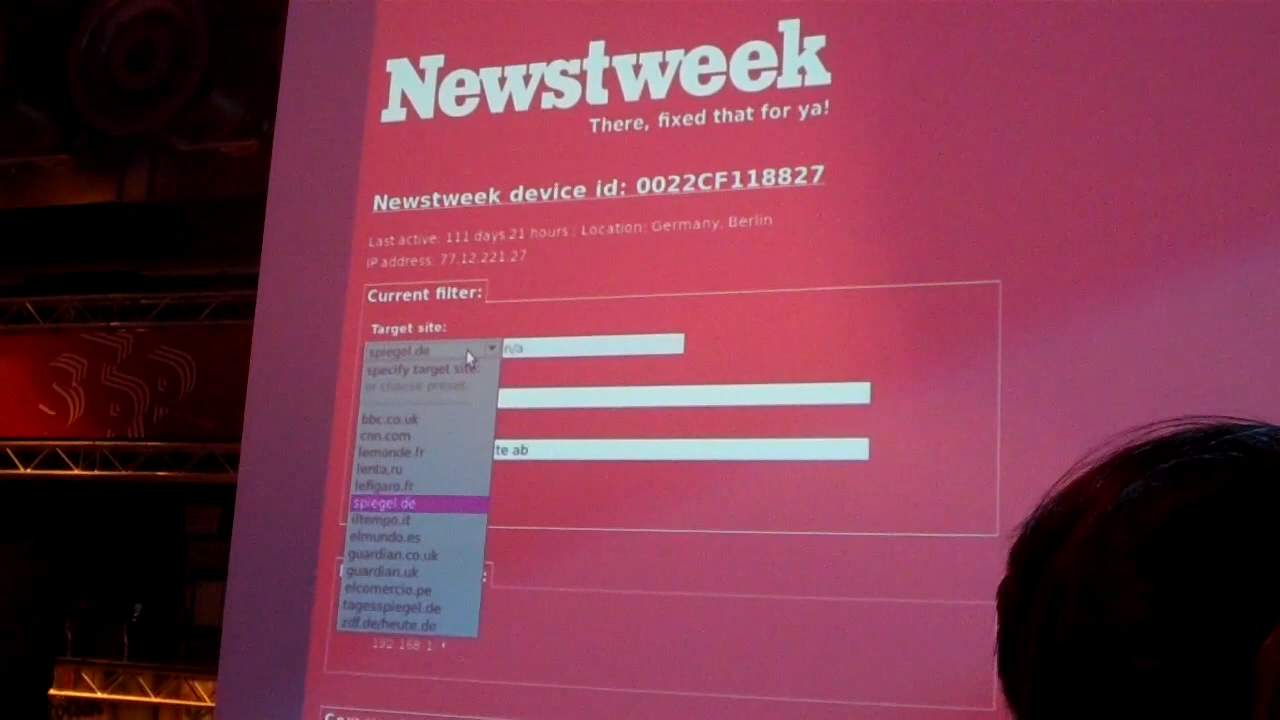 Newstweek
There, fixed that for ya!
Newstweek device id: 0022CF118827
Last active: 111 days 21 hours | Location: Germany, Berlin
IP address: 77.12.221.27
Current filter:
Target site:
spiegel.de n/a
specify target site:
or choose preset:
bbc.co.uk
cnn.com
te ab
lemonde.fr
lenta.ru
lefigaro.fr
spiegel.de
iltempo.it
elmundo.es
guardian.co.uk
guardian.uk
elcomercio.pe
tagesspiegel.de
zdf.de/heute.de
192.168.1.*